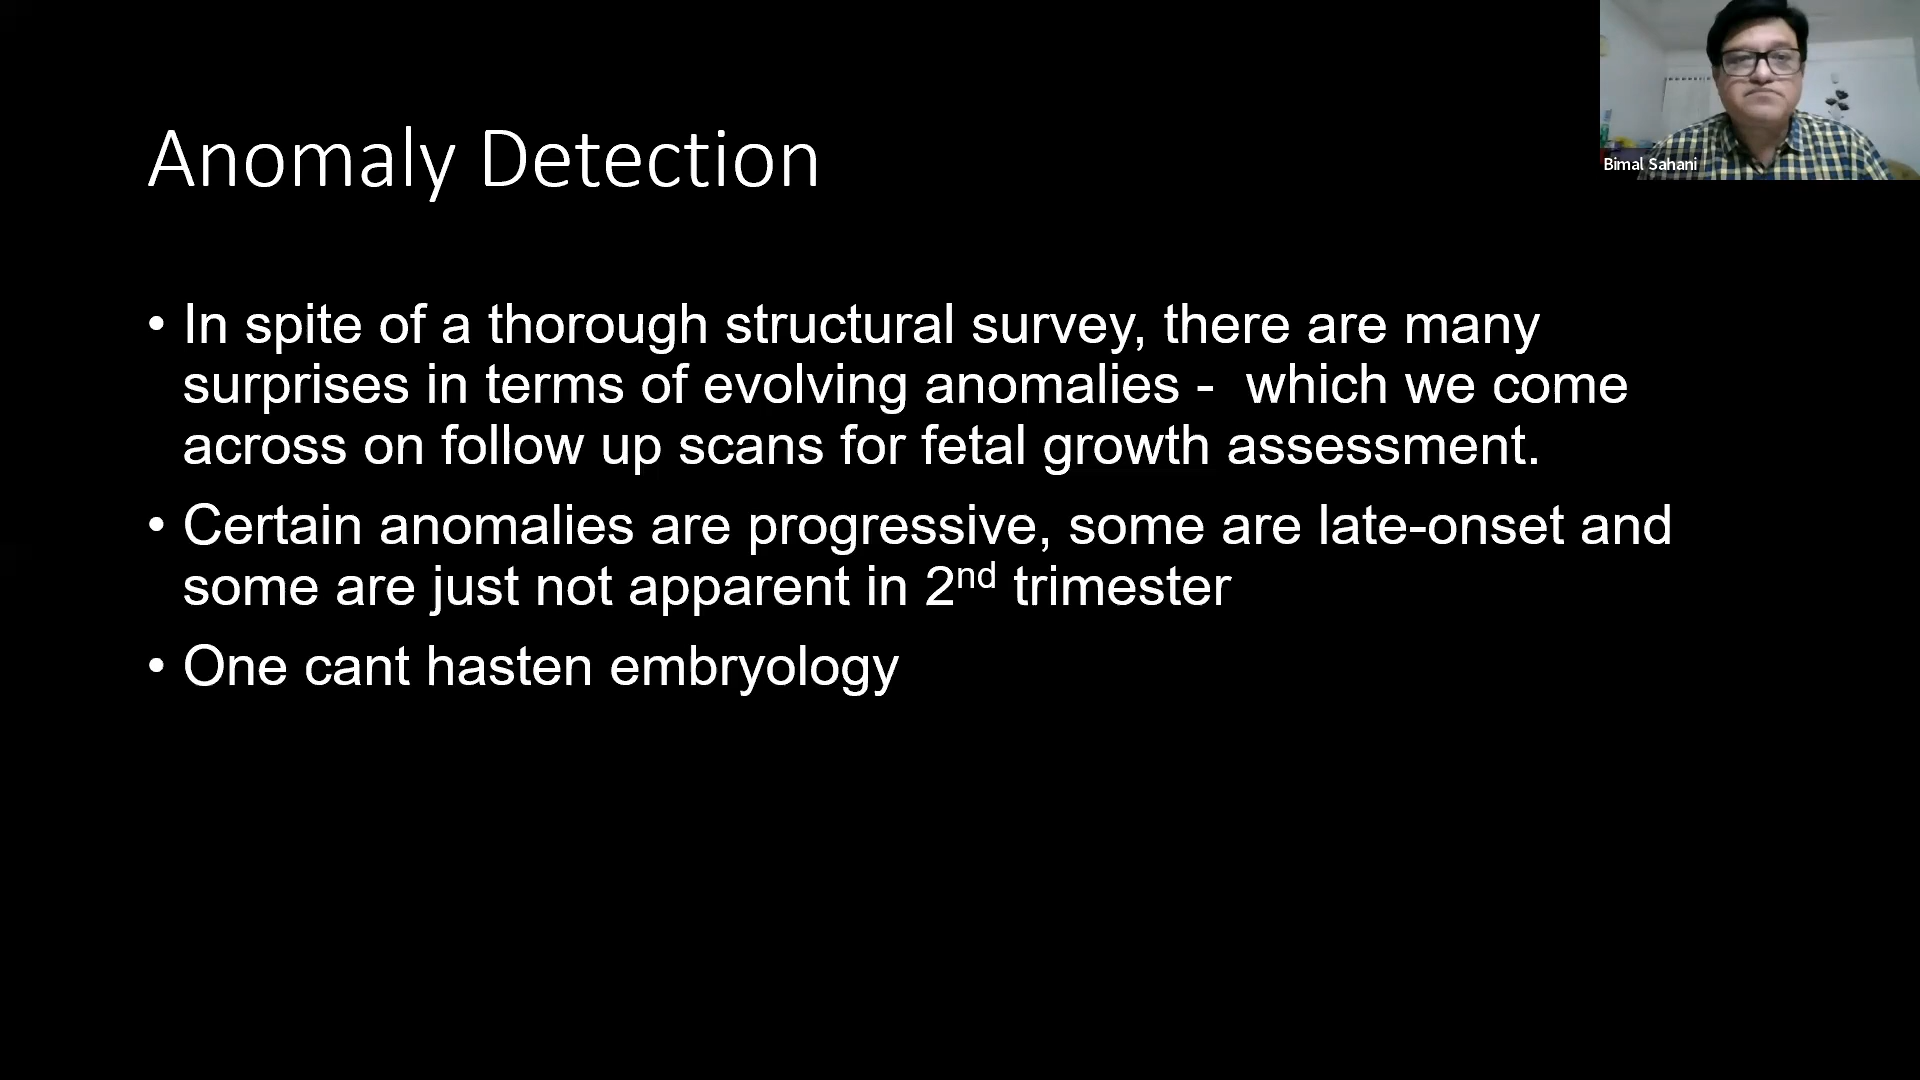 Anomaly Detection
Bimal Sahani
• In spite of a thorough structural survey, there are many
surprises in terms of evolving anomalies -  which we come
across on follow up scans for fetal growth assessment.
• Certain anomalies are progressive, some are late-onset and
some are just not apparent in 2nd trimester
• One cant hasten embryology